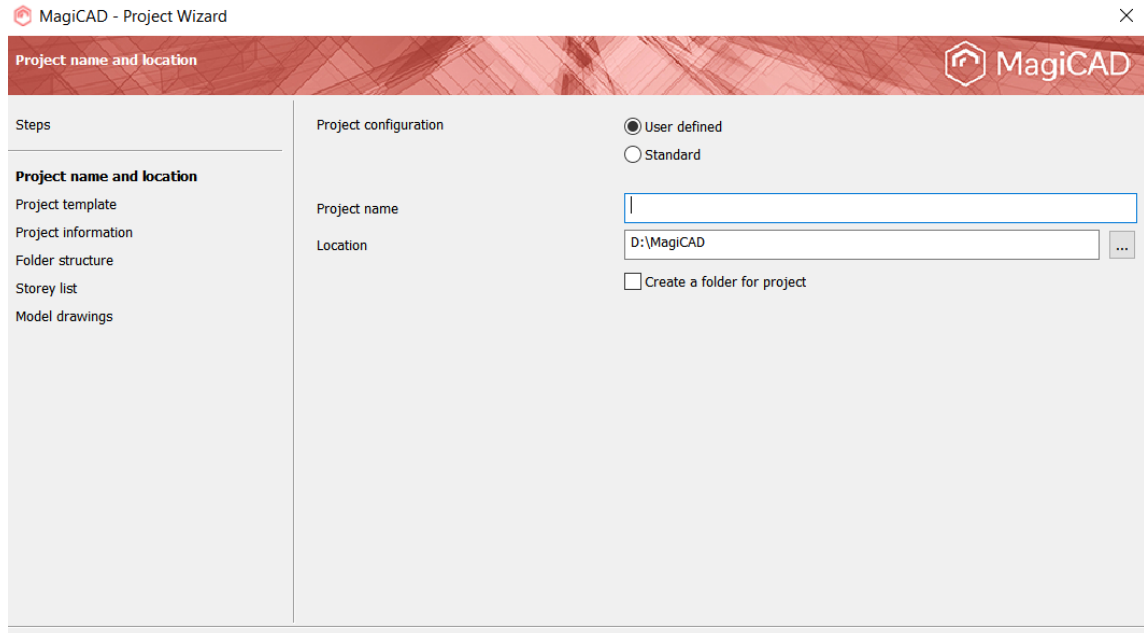 MagiCAD - Project Wizard
Project name and location
MagiCAD
Steps
Project name and location
Project template
Project information
Folder structure
Storey list
Model drawings
Project configuration
User defined
Standard
Project name
Location
D:\MagiCAD
...
Create a folder for project